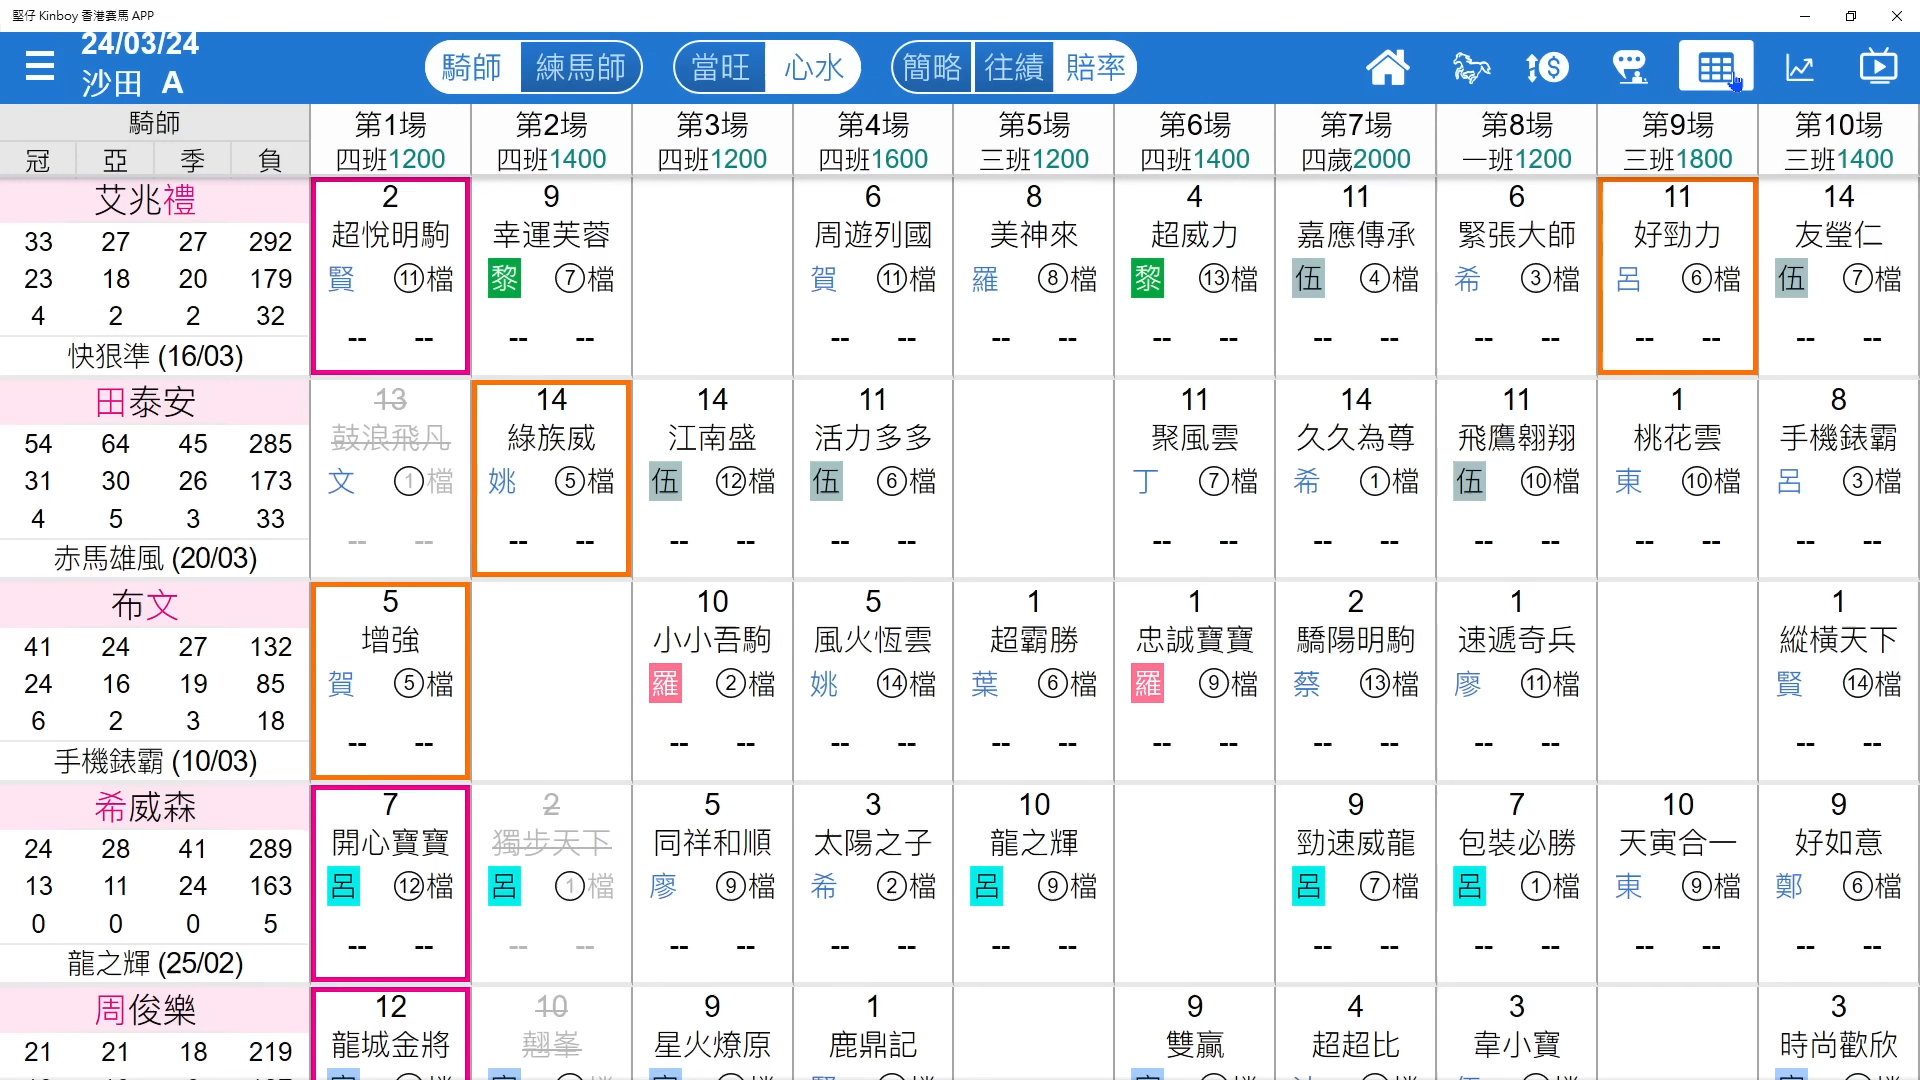 堅仔 Kinboy 香港賽馬 APP
24/03/24
沙田 A
騎師 練馬師 當旺 心水 簡略 往績 賠率
騎師 第1場 第2場 第3場 第4場 第5場 第6場 第7場 第8場 第9場 第10場
冠 亞 季 負 四班1200 四班1400 四班1200 四班1600 三班1200 四班1400 四歲2000 一班1200 三班1800 三班1400
艾兆禮 2 9 6 8 4 11 6 11 14
33 27 27 292 超悅明駒 幸運芙蓉 周遊列國 美神來 超威力 嘉應傳承 緊張大師 好勁力 友瑩仁
23 18 20 179 賢 ⑪檔 黎 ⑦檔 賀 ⑪檔 羅 ⑧檔 黎 ⑬檔 伍 ④檔 希 ③檔 呂 ⑥檔 伍 ⑦檔
4 2 2 32 -- -- -- -- -- -- -- -- -- -- -- -- -- -- -- -- -- --
快狠準 (16/03)
田泰安 13 14 14 11 11 14 11 1 8
54 64 45 285 鼓浪飛凡 綠族威 江南盛 活力多多 聚風雲 久久為尊 飛鷹翱翔 桃花雲 手機錶霸
31 30 26 173 文 ①檔 姚 ⑤檔 伍 ⑫檔 伍 ⑥檔 丁 ⑦檔 希 ①檔 伍 ⑩檔 東 ⑩檔 呂 ③檔
4 5 3 33 -- -- -- -- -- -- -- -- -- -- -- -- -- -- -- -- -- --
赤馬雄風 (20/03)
布文 5 10 5 1 1 2 1 1
41 24 27 132 增強 小小吾駒 風火恆雲 超霸勝 忠誠寶寶 驕陽明駒 速遞奇兵 縱橫天下
24 16 19 85 賀 ⑤檔 羅 ②檔 姚 ⑭檔 葉 ⑥檔 羅 ⑨檔 蔡 ⑬檔 廖 ⑪檔 賢 ⑭檔
6 2 3 18 -- -- -- -- -- -- -- -- -- -- -- -- -- -- -- --
手機錶霸 (10/03)
希威森 7 2 5 3 10 9 7 10 9
24 28 41 289 開心寶寶 獨步天下 同祥和順 太陽之子 龍之輝 勁速威龍 包裝必勝 天寅合一 好如意
13 11 24 163 呂 ⑫檔 呂 ①檔 廖 ⑨檔 希 ②檔 呂 ⑨檔 呂 ⑦檔 呂 ①檔 東 ⑨檔 鄭 ⑥檔
0 0 0 5 -- -- -- -- -- -- -- -- -- -- -- -- -- -- -- -- -- --
龍之輝 (25/02)
周俊樂 12 10 9 1 9 4 3 3
21 21 18 219 龍城金將 翹峯 星火燎原 鹿鼎記 雙贏 超超比 韋小寶 時尚歡欣